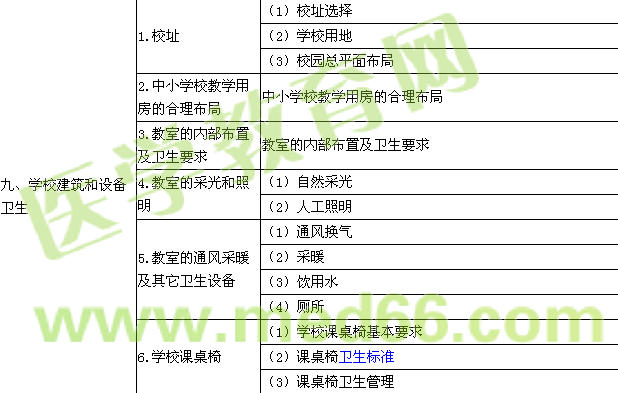 九、学校建筑和设备
卫生
1.校址
（1）校址选择
（2）学校用地
（3）校园总平面布局
2.中小学校教学用
房的合理布局
中小学校教学用房的合理布局
3.教室的内部布置
及卫生要求
教室的内部布置及卫生要求
4.教室的采光和照
明
（1）自然采光
（2）人工照明
5.教室的通风采暖
及其它卫生设备
（1）通风换气
（2）采暖
（3）饮用水
（4）厕所
6.学校课桌椅
（1）学校课桌椅基本要求
（2）课桌椅卫生标准
（3）课桌椅卫生管理
医学教育网
www.med66.com